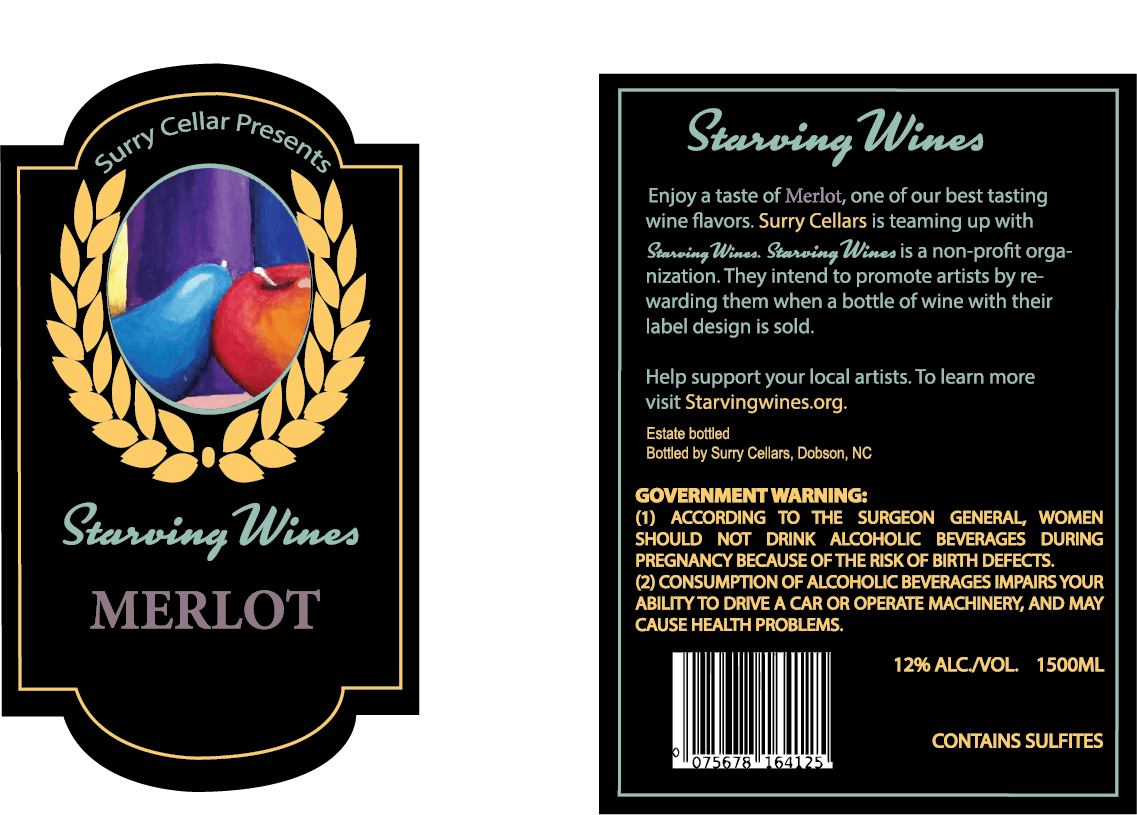 Surry Cellar Presents
Starving Wines
MERLOT
Starving Wines
Enjoy a taste of Merlot, one of our best tasting
wine flavors. Surry Cellars is teaming up with
Starving Wines. Starving Wines is a non-profit orga-
nization. They intend to promote artists by re-
warding them when a bottle of wine with their
label design is sold.
Help support your local artists. To learn more
visit Starvingwines.org.
Estate bottled
Bottled by Surry Cellars, Dobson, NC
GOVERNMENT WARNING:
(1) ACCORDING TO THE SURGEON GENERAL, WOMEN
SHOULD NOT DRINK ALCOHOLIC BEVERAGES DURING
PREGNANCY BECAUSE OF THE RISK OF BIRTH DEFECTS.
(2) CONSUMPTION OF ALCOHOLIC BEVERAGES IMPAIRS YOUR
ABILITY TO DRIVE A CAR OR OPERATE MACHINERY, AND MAY
CAUSE HEALTH PROBLEMS.
12% ALC./VOL. 1500ML
0 075678 164125
CONTAINS SULFITES